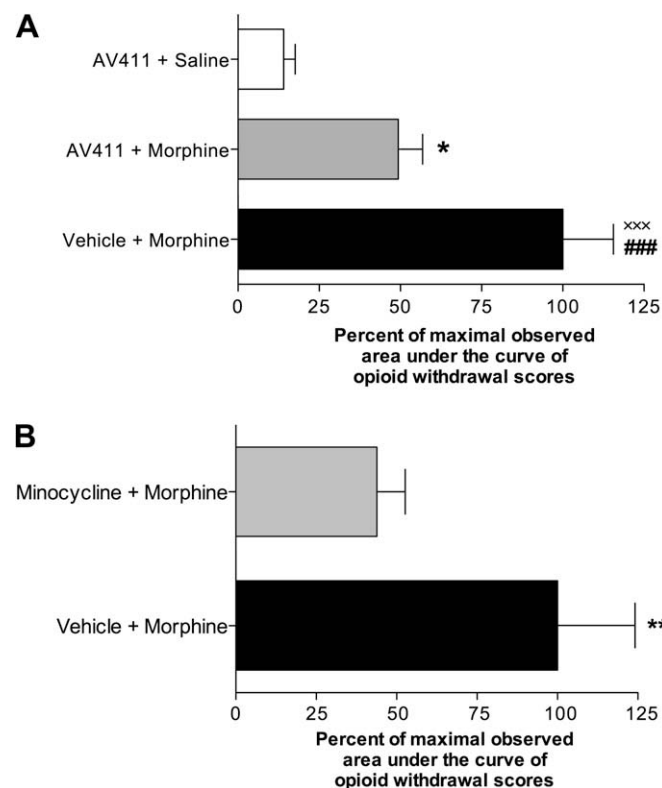 A
AV411 + Saline
AV411 + Morphine
*
Vehicle + Morphine
×××
###
0 25 50 75 100 125
Percent of maximal observed
area under the curve of
opioid withdrawal scores
B
Minocycline + Morphine
Vehicle + Morphine
**
0 25 50 75 100 125
Percent of maximal observed
area under the curve of
opioid withdrawal scores